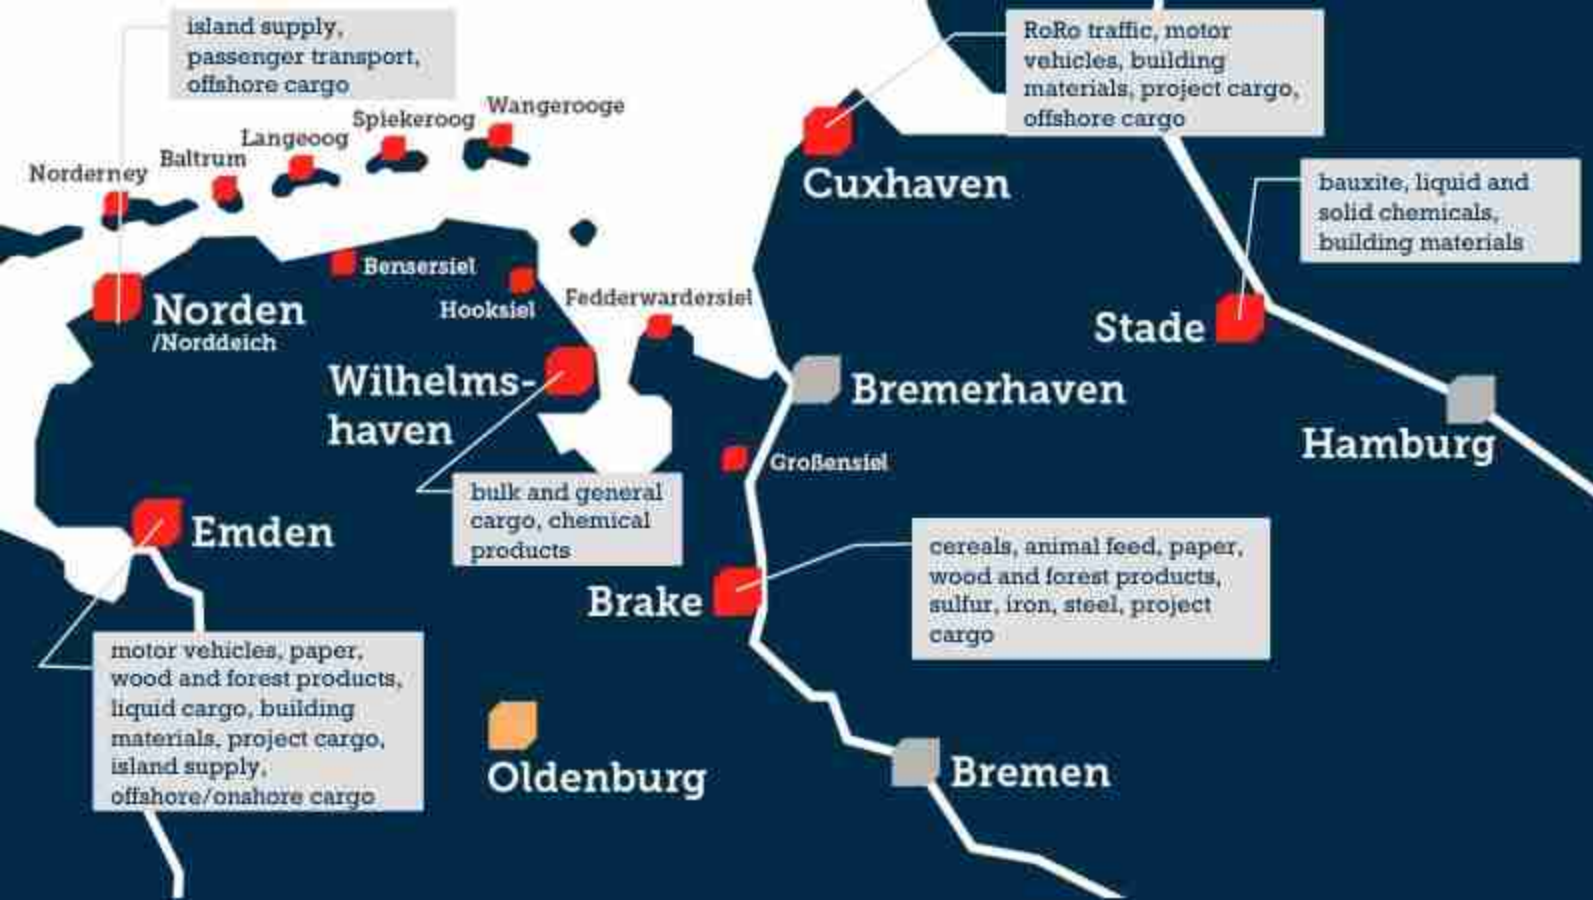 island supply,
passenger transport,
offshore cargo
RoRo traffic, motor
vehicles, building
materials, project cargo,
offshore cargo
Wangerooge
Spiekeroog
Langeoog
Baltrum
Norderney
Cuxhaven
bauxite, liquid and
solid chemicals,
building materials
Bensersiel
Hooksiel
Fedderwardersiel
Norden
/Norddeich
Stade
Wilhelms-
haven
Bremerhaven
Hamburg
Großensiel
bulk and general
cargo, chemical
products
Emden
cereals, animal feed, paper,
wood and forest products,
sulfur, iron, steel, project
cargo
Brake
motor vehicles, paper,
wood and forest products,
liquid cargo, building
materials, project cargo,
island supply,
offshore/onshore cargo
Oldenburg
Bremen